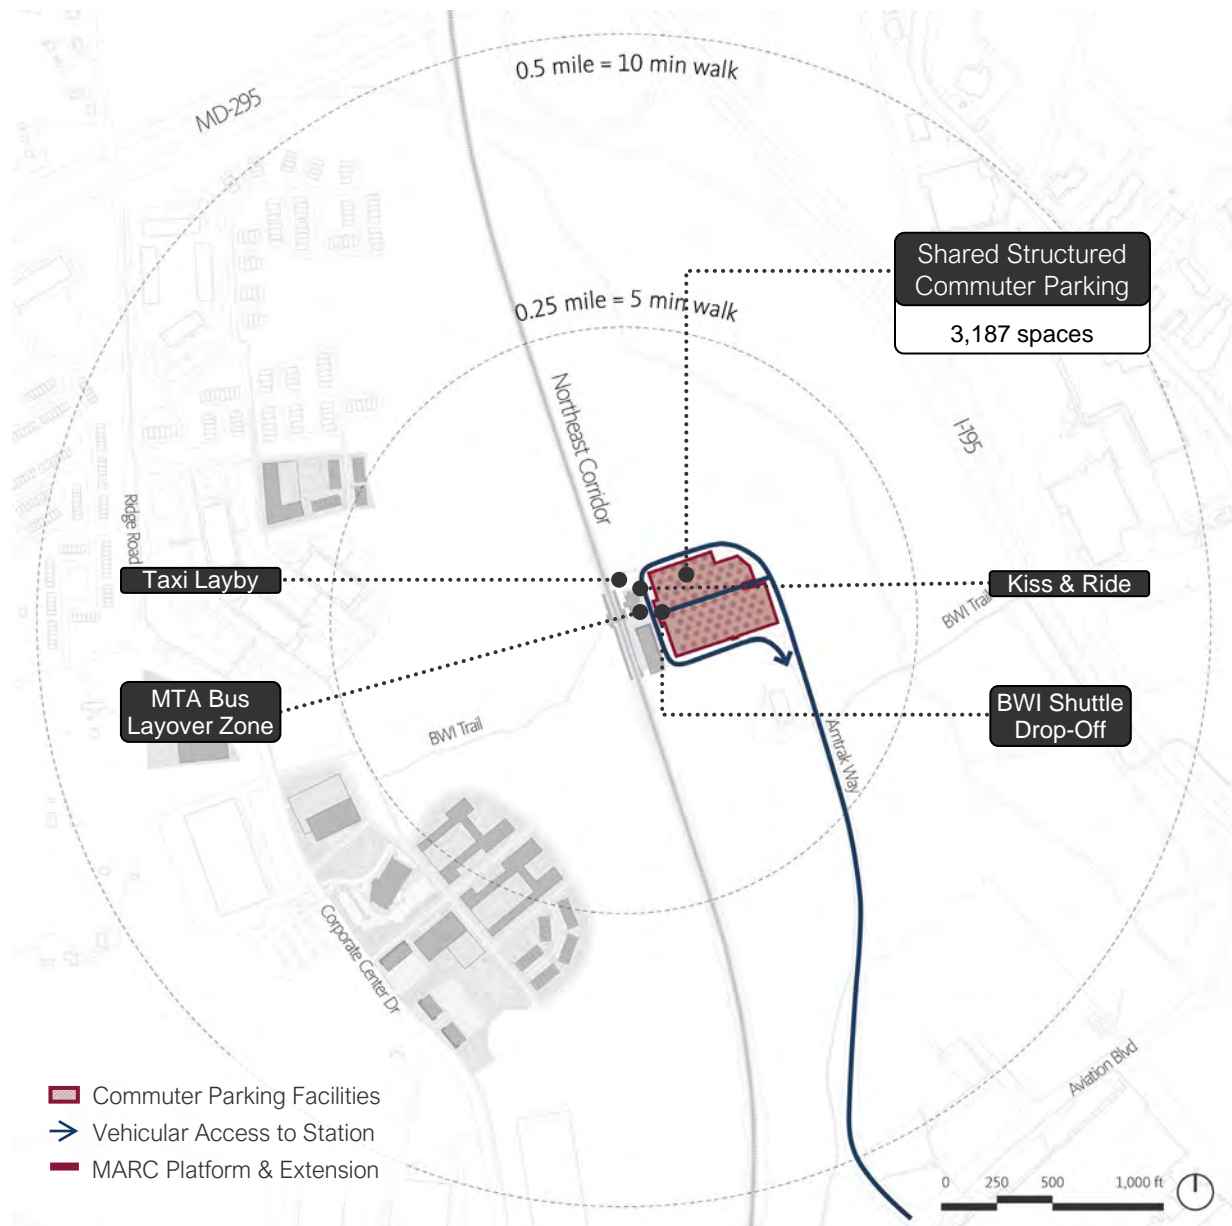 0.5 mile = 10 min walk
MD-295
Shared Structured
Commuter Parking
3,187 spaces
0.25 mile = 5 min walk
Northeast Corridor
I-195
Ridge Road
Taxi Layby
Kiss & Ride
BWI Trail
MTA Bus
Layover Zone
BWI Shuttle
Drop-Off
BWI Trail
Amtrak Way
Corporate Center Dr
Aviation Blvd
Commuter Parking Facilities
Vehicular Access to Station
MARC Platform & Extension
0 250 500 1,000 ft